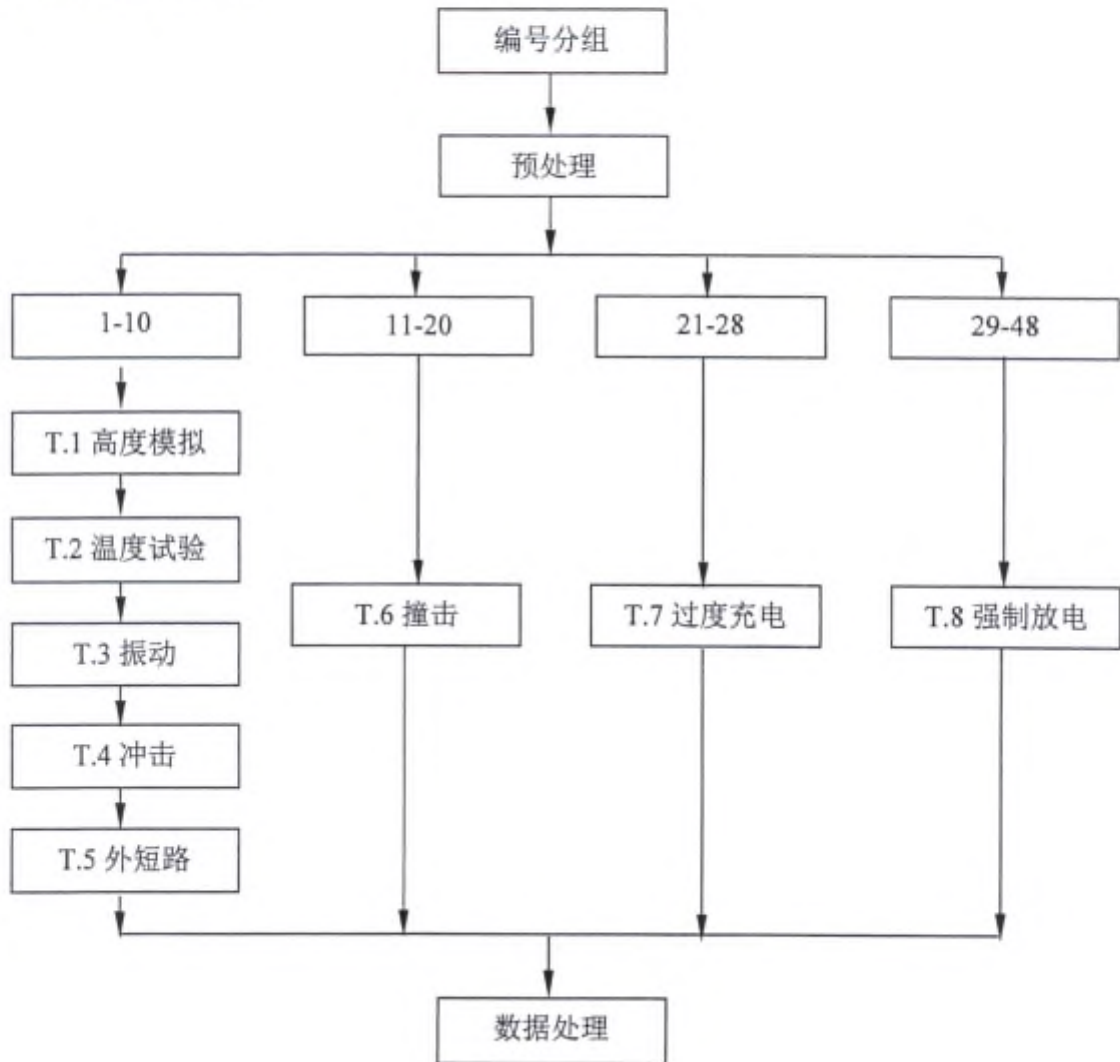 编号分组
预处理
1-10
11-20
21-28
29-48
T.1 高度模拟
T.2 温度试验
T.3 振动
T.4 冲击
T.5 外短路
T.6 撞击
T.7 过度充电
T.8 强制放电
数据处理